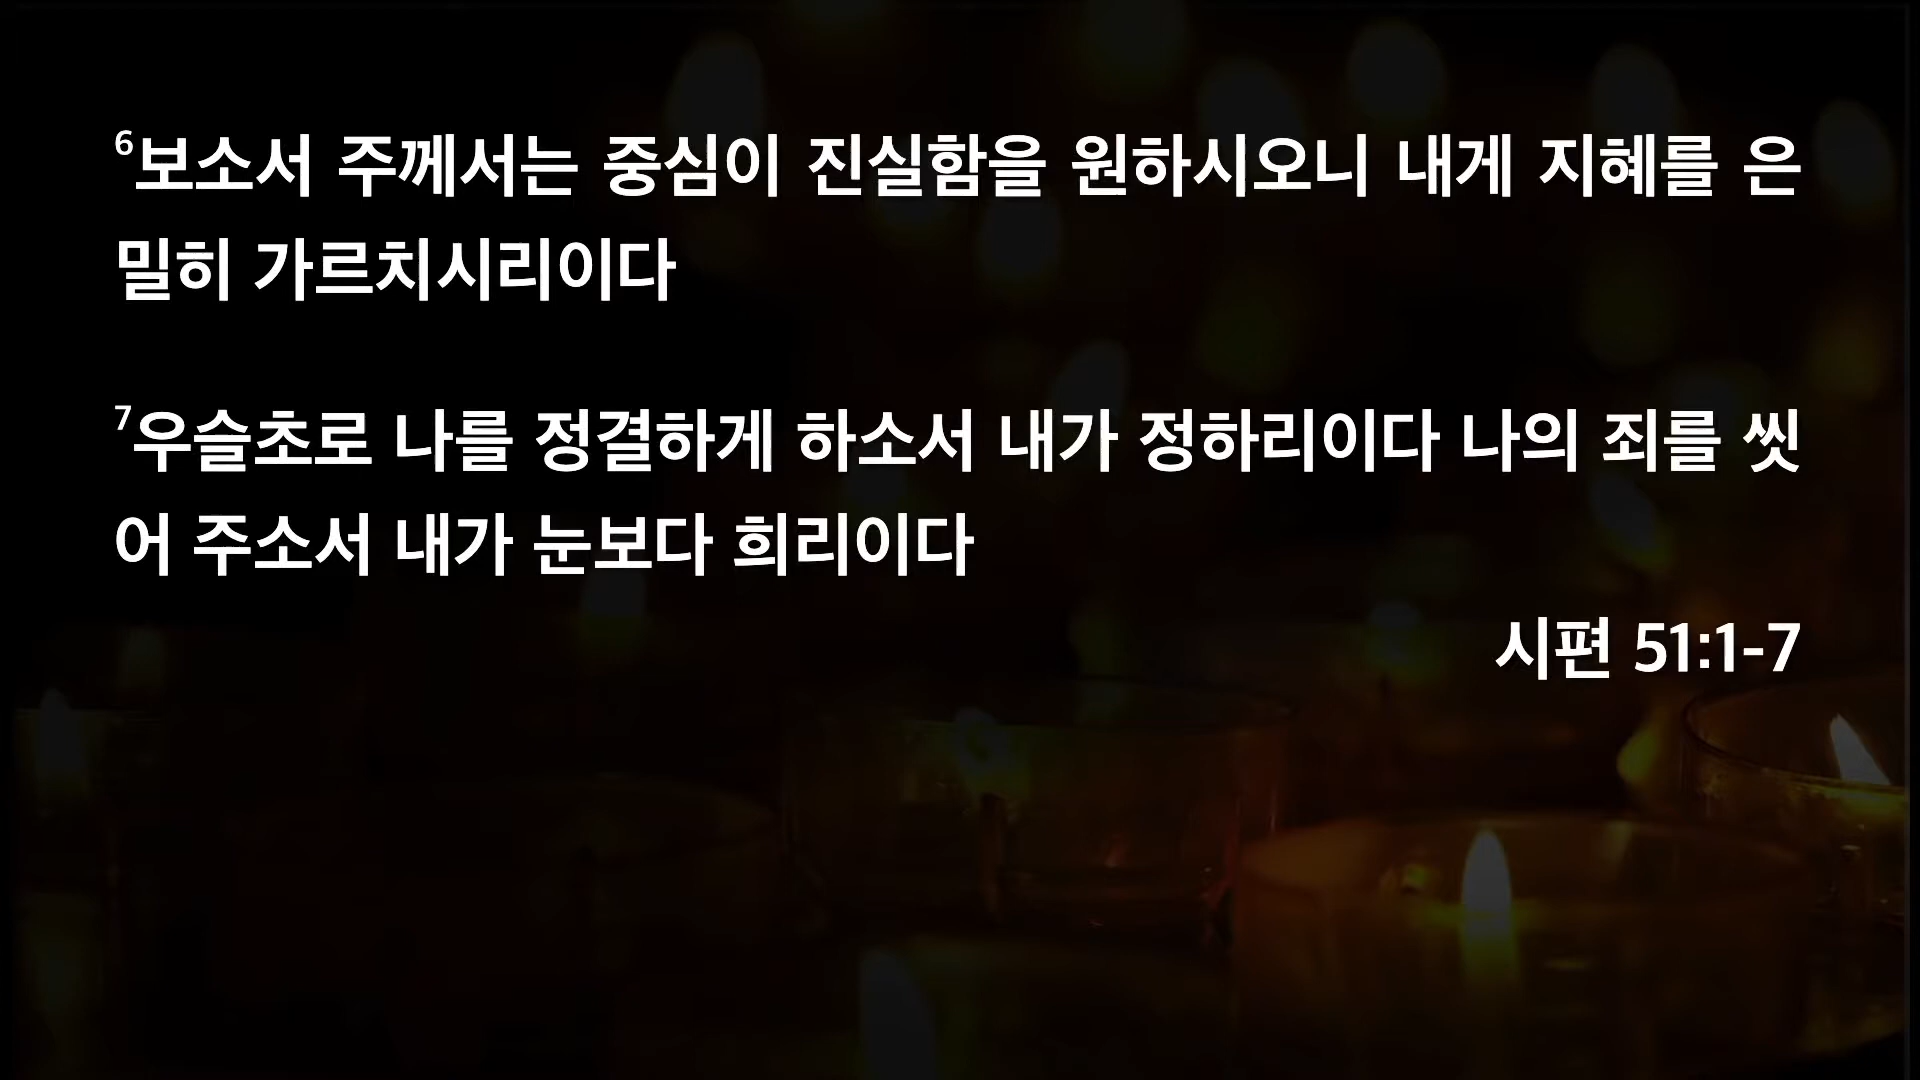 ⁶보소서 주께서는 중심이 진실함을 원하시오니 내게 지혜를 은
밀히 가르치시리이다
⁷우슬초로 나를 정결하게 하소서 내가 정하리이다 나의 죄를 씻
어 주소서 내가 눈보다 희리이다
시편 51:1-7